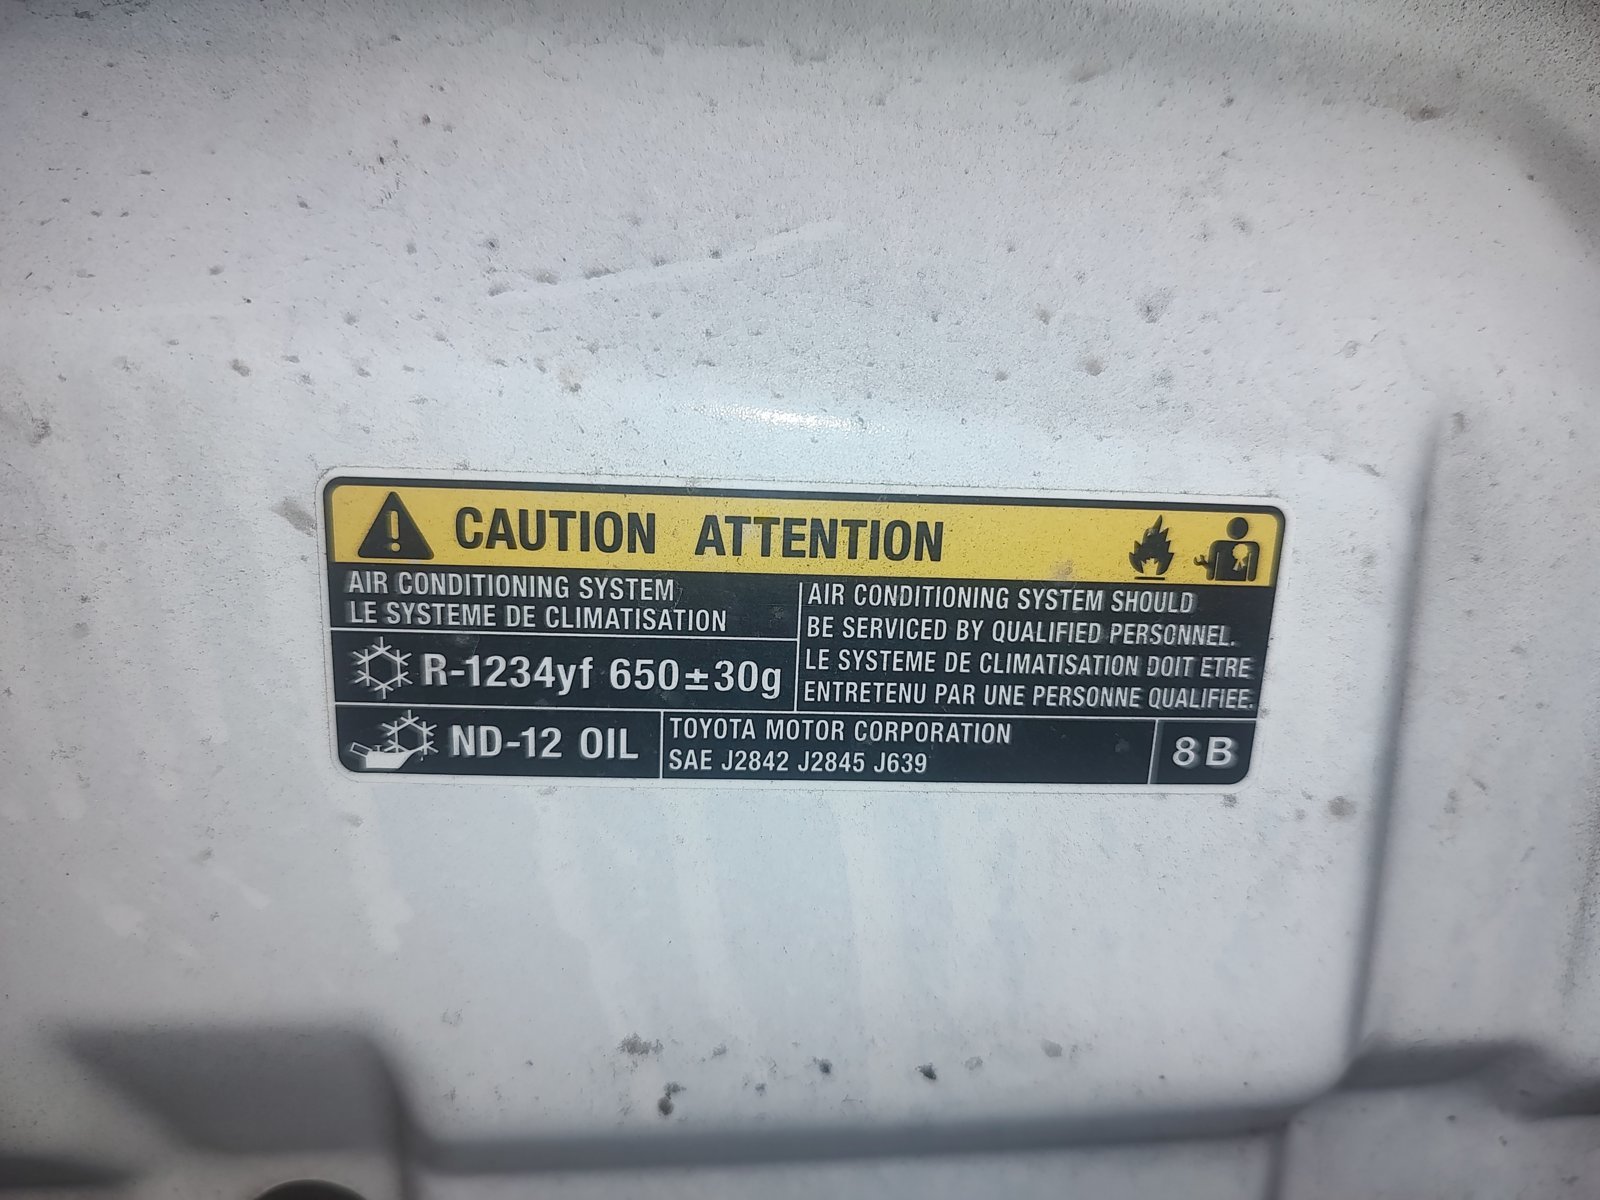 CAUTION ATTENTION
AIR CONDITIONING SYSTEM
LE SYSTEME DE CLIMATISATION
R-1234yf 650±30g
AIR CONDITIONING SYSTEM SHOULD
BE SERVICED BY QUALIFIED PERSONNEL.
LE SYSTEME DE CLIMATISATION DOIT ETRE
ENTRETENU PAR UNE PERSONNE QUALIFIEE.
ND-12 OIL
TOYOTA MOTOR CORPORATION
SAE J2842 J2845 J639
8B